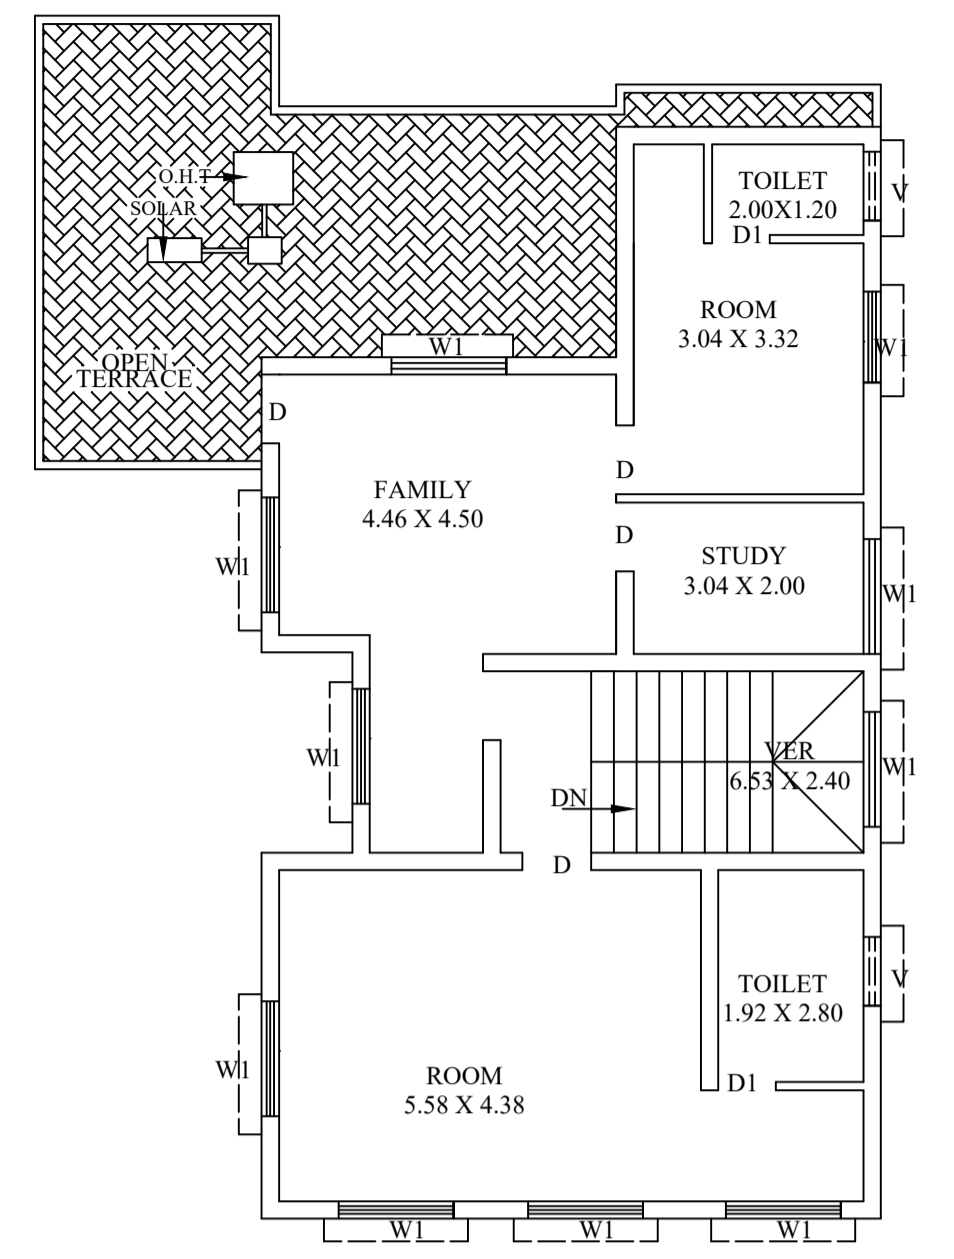 TOILET
2.00X1.20
V
D1
O.H.T
SOLAR
ROOM
3.04 X 3.32
W1
W1
OPEN
TERRACE
D
D
FAMILY
4.46 X 4.50
D
STUDY
3.04 X 2.00
W1
W1
W1
VER
6.53 X 2.40
W1
DN
D
TOILET
1.92 X 2.80
V
W1
ROOM
5.58 X 4.38
D1
W1
W1
W1